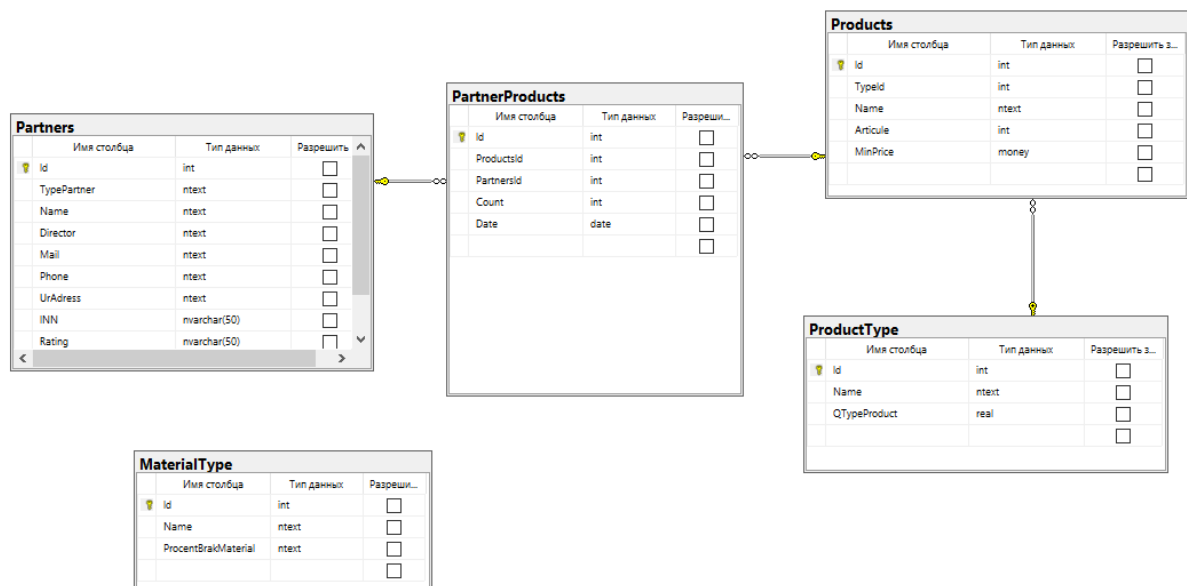 Partners
Имя столбца Тип данных Разрешить
Id int
TypePartner ntext
Name ntext
Director ntext
Mail ntext
Phone ntext
UrAdress ntext
INN nvarchar(50)
Rating nvarchar(50)
PartnerProducts
Имя столбца Тип данных Разреши...
Id int
ProductsId int
PartnersId int
Count int
Date date
Products
Имя столбца Тип данных Разрешить з...
Id int
TypeId int
Name ntext
Articule int
MinPrice money
ProductType
Имя столбца Тип данных Разрешить з...
Id int
Name ntext
QTypeProduct real
MaterialType
Имя столбца Тип данных Разреши...
Id int
Name ntext
ProcentBrakMaterial ntext